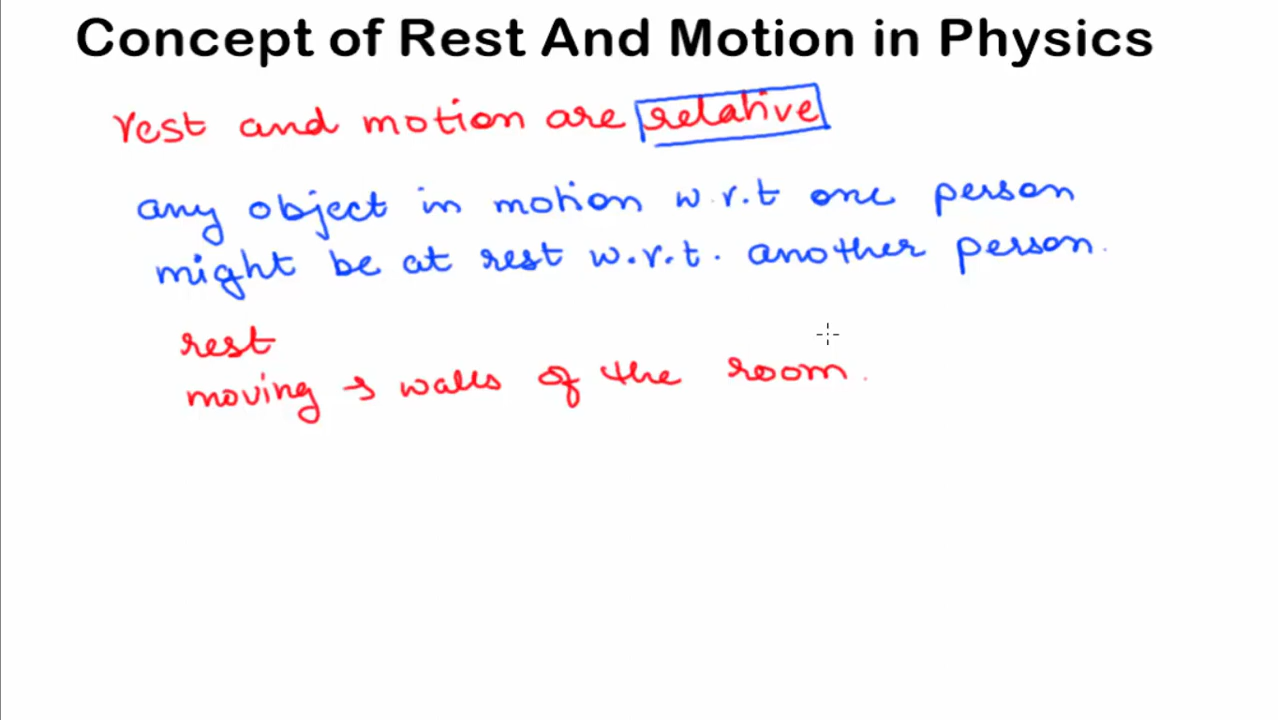 Concept of Rest And Motion in Physics
rest and motion are relative
any object in motion w.r.t one person
might be at rest w.r.t. another person.
rest
moving → walls of the room.